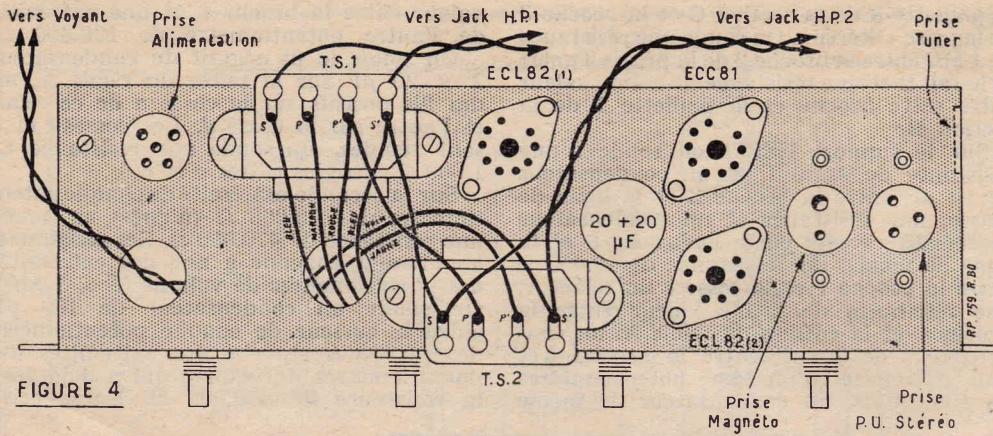 Vers Voyant
Prise
Alimentation
Vers Jack H.P.1
Vers Jack H.P.2
Prise
Tuner
T.S.1
ECL82(1)
ECC81
S P P' S'
BLEU
MARRON
ROUGE
BLEU
NOIR
JAUNE
20 + 20
µF
S P P' S'
ECL82(2)
T.S.2
RP. 759. R.BO
FIGURE 4
Prise
Magnéto
Prise
P.U. Stéréo